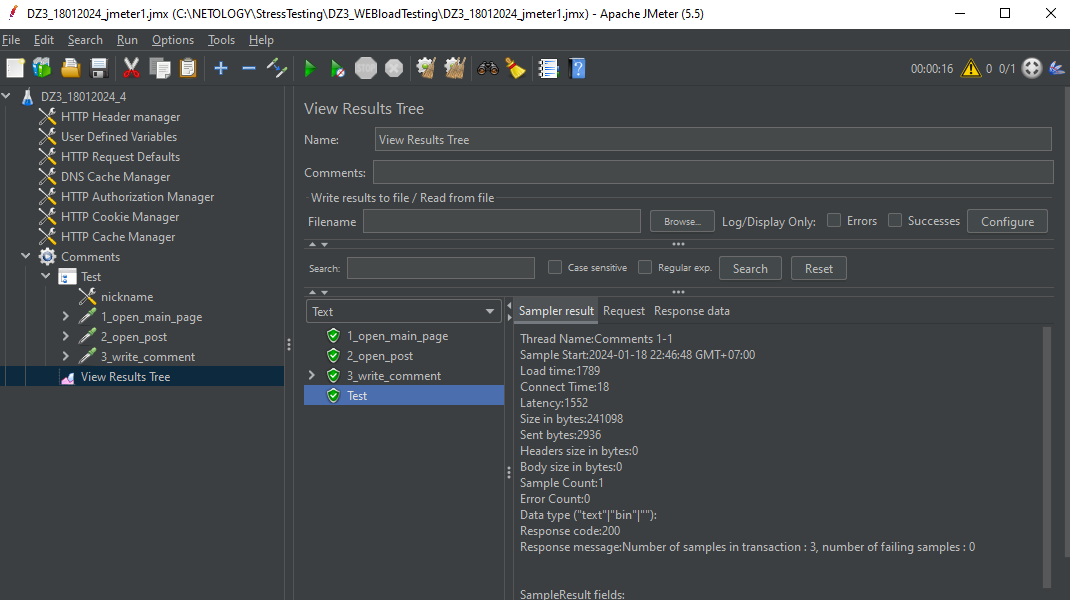 DZ3_18012024_jmeter1.jmx (C:\NETOLOGY\StressTesting\DZ3_WEBloadTesting\DZ3_18012024_jmeter1.jmx) - Apache JMeter (5.5)
File Edit Search Run Options Tools Help
00:00:16 0 0/1
DZ3_18012024_4
HTTP Header manager
User Defined Variables
HTTP Request Defaults
DNS Cache Manager
HTTP Authorization Manager
HTTP Cookie Manager
HTTP Cache Manager
Comments
Test
nickname
1_open_main_page
2_open_post
3_write_comment
View Results Tree
View Results Tree
Name: View Results Tree
Comments:
Write results to file / Read from file
Filename Browse... Log/Display Only: Errors Successes Configure
Search: Case sensitive Regular exp. Search Reset
Text
1_open_main_page
2_open_post
3_write_comment
Test
Sampler result Request Response data
Thread Name:Comments 1-1
Sample Start:2024-01-18 22:46:48 GMT+07:00
Load time:1789
Connect Time:18
Latency:1552
Size in bytes:241098
Sent bytes:2936
Headers size in bytes:0
Body size in bytes:0
Sample Count:1
Error Count:0
Data type ("text"|"bin"|""):
Response code:200
Response message:Number of samples in transaction : 3, number of failing samples : 0
SampleResult fields: